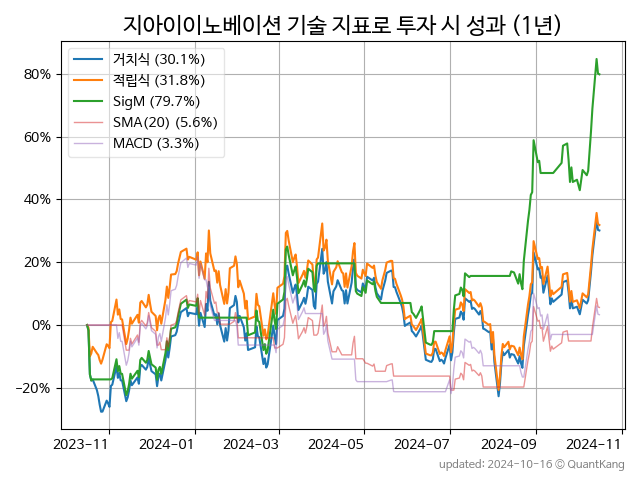 지아이이노베이션 기술 지표로 투자 시 성과 (1년)
거치식 (30.1%)
적립식 (31.8%)
SigM (79.7%)
SMA(20) (5.6%)
MACD (3.3%)
80%
60%
40%
20%
0%
−20%
2023-11 2024-01 2024-03 2024-05 2024-07 2024-09 2024-11
updated: 2024-10-16 © QuantKang